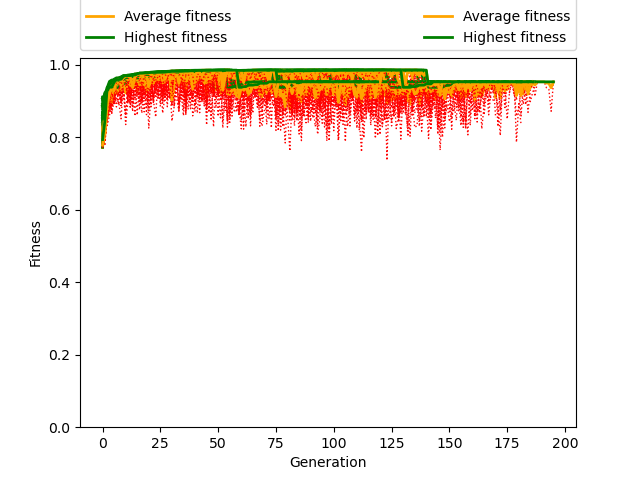 Average fitness Average fitness
Highest fitness Highest fitness
1.0
0.8
0.6
0.4
0.2
0.0
Fitness
0 25 50 75 100 125 150 175 200
Generation